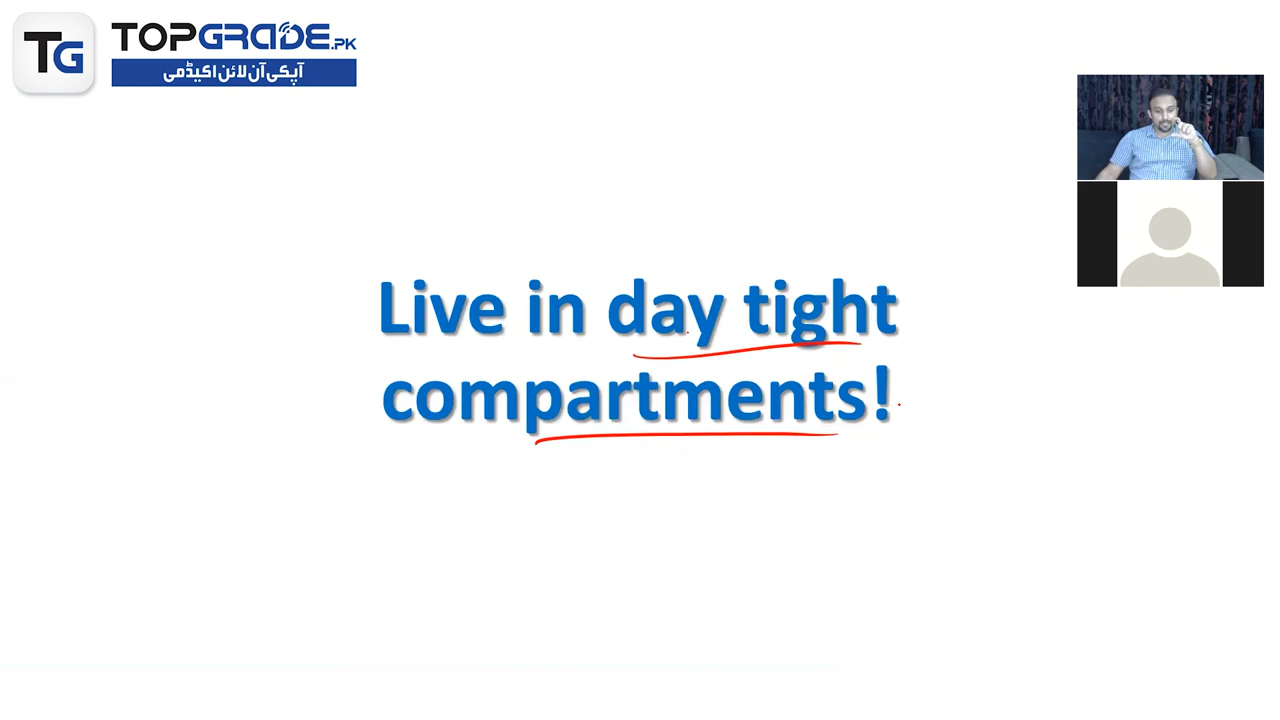 TG
TOPGRADE.PK
آپکی آن لائن اکیڈمی
Live in day tight
compartments!